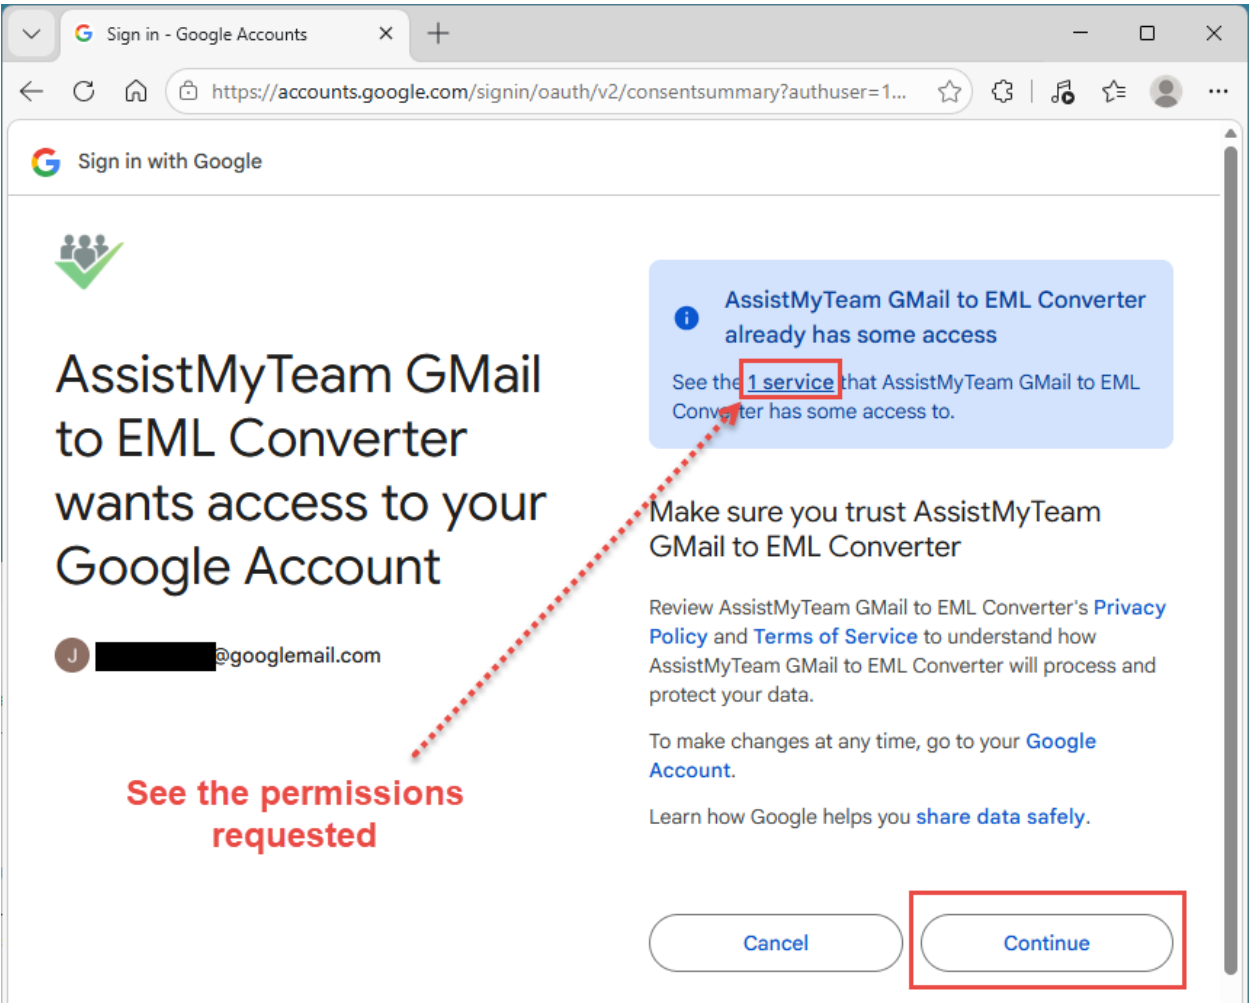 Sign in - Google Accounts
https://accounts.google.com/signin/oauth/v2/consentsummary?authuser=1...
Sign in with Google
AssistMyTeam GMail
to EML Converter
wants access to your
Google Account
J
@googlemail.com
See the permissions
requested
AssistMyTeam GMail to EML Converter
already has some access
See the 1 service that AssistMyTeam GMail to EML
Converter has some access to.
Make sure you trust AssistMyTeam
GMail to EML Converter
Review AssistMyTeam GMail to EML Converter's Privacy
Policy and Terms of Service to understand how
AssistMyTeam GMail to EML Converter will process and
protect your data.
To make changes at any time, go to your Google
Account.
Learn how Google helps you share data safely.
Cancel
Continue